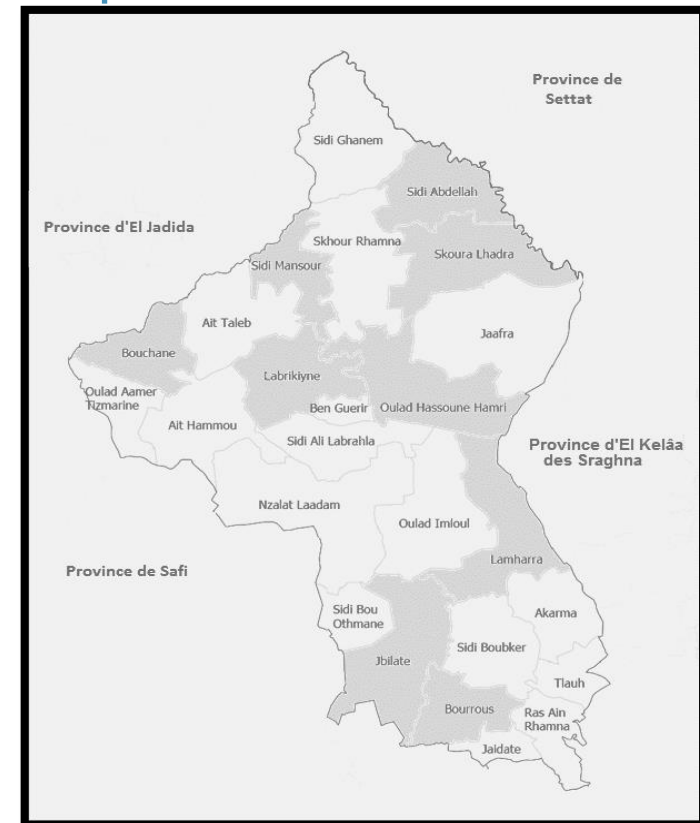 Province de
Settat
Sidi Ghanem
Sidi Abdellah
Province d'El Jadida
Skhour Rhamna
Skoura Lhadra
Sidi Mansour
Ait Taleb
Jaafra
Bouchane
Labrikiyne
Oulad Aamer
Tizmarine
Ben Guerir
Oulad Hassoune Hamri
Ait Hammou
Sidi Ali Labrahla
Province d'El Kelâa
des Sraghna
Nzalat Laadam
Oulad Imloul
Lamharra
Province de Safi
Sidi Bou
Othmane
Akarma
Sidi Boubker
Jbilate
Tlauh
Bourrous
Ras Ain
Rhamna
Jaidate